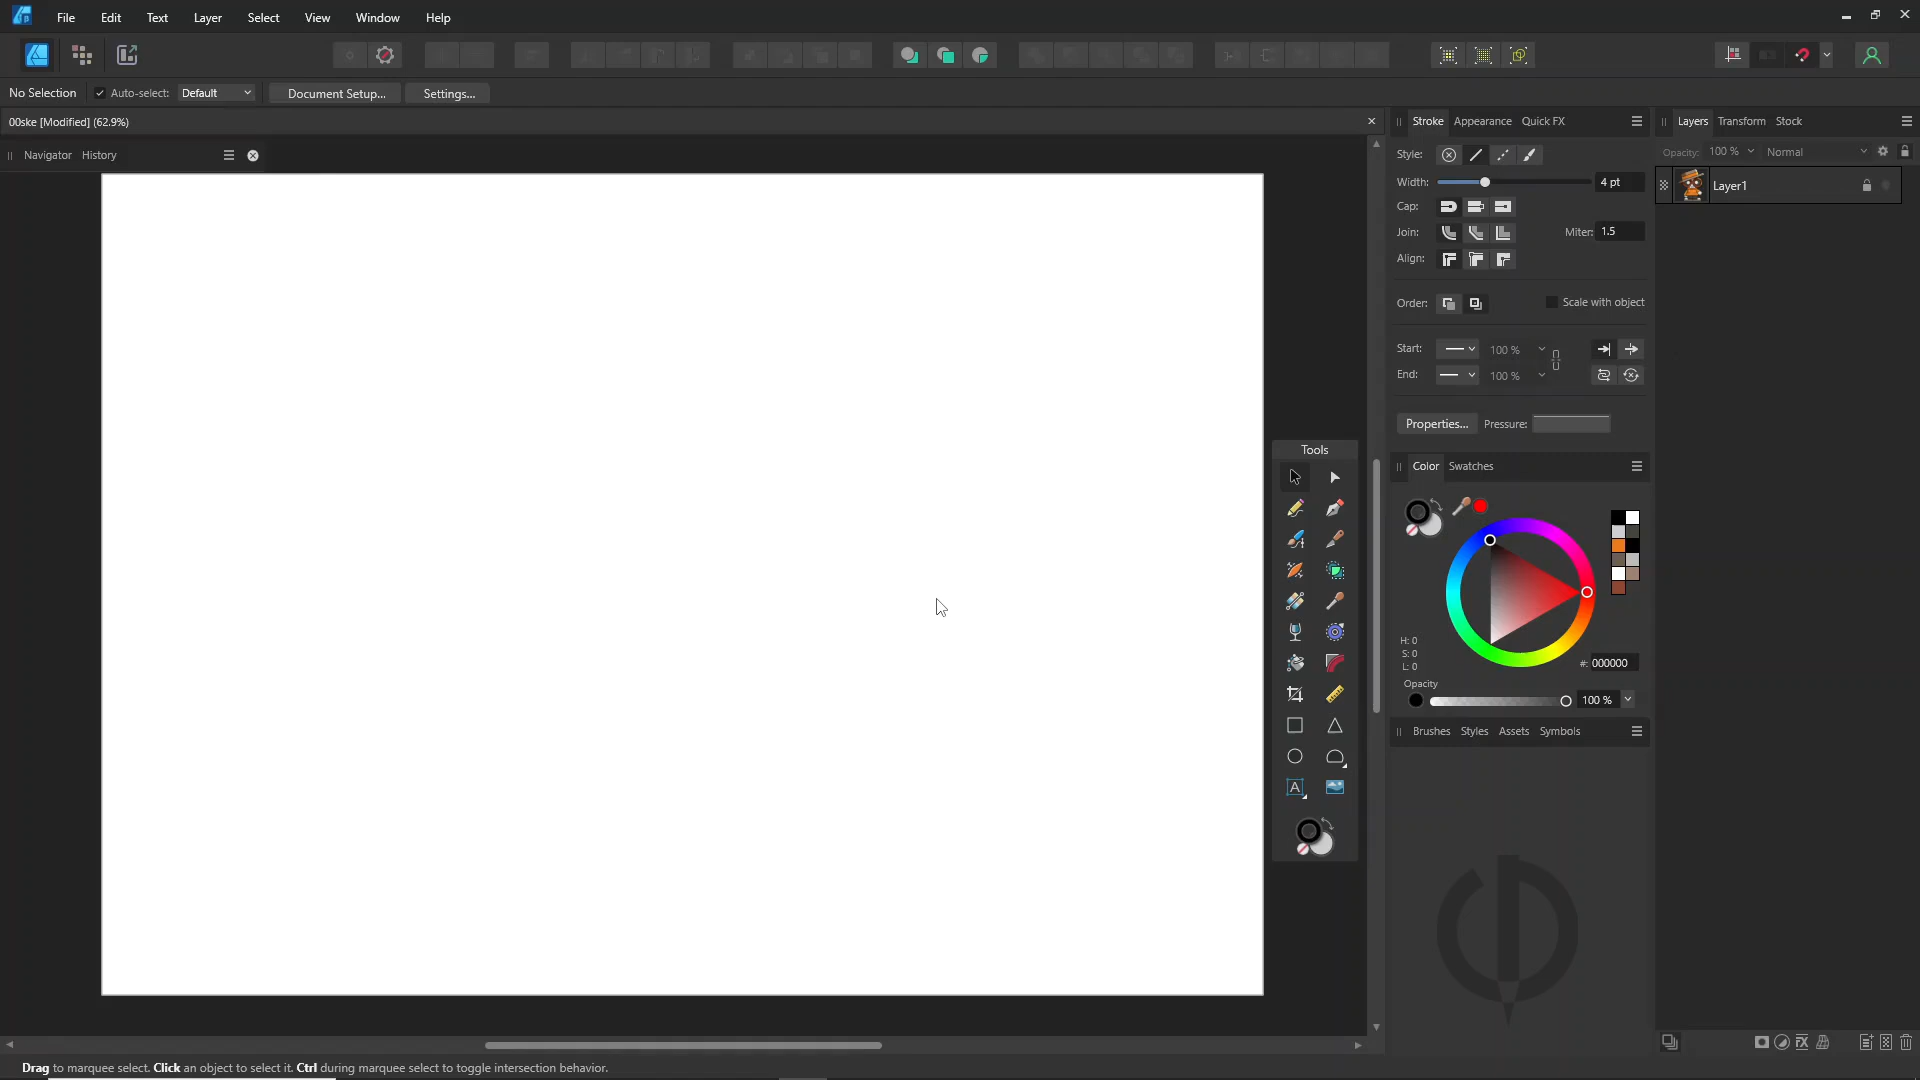 File Edit Text Layer Select View Window Help
No Selection Auto-select: Default Document Setup... Settings...
00ske [Modified] (62.9%)
Navigator History
Tools
A
Stroke Appearance Quick FX
Style:
Width: 4 pt
Cap:
Join: Miter: 1.5
Align:
Order: Scale with object
Start: 100 %
End: 100 %
Properties... Pressure:
Color Swatches
H: 0
S: 0
L: 0
#: 000000
Opacity
100 %
Brushes Styles Assets Symbols
Layers Transform Stock
Opacity: 100 % Normal
Layer1
FX
Drag to marquee select. Click an object to select it. Ctrl during marquee select to toggle intersection behavior.